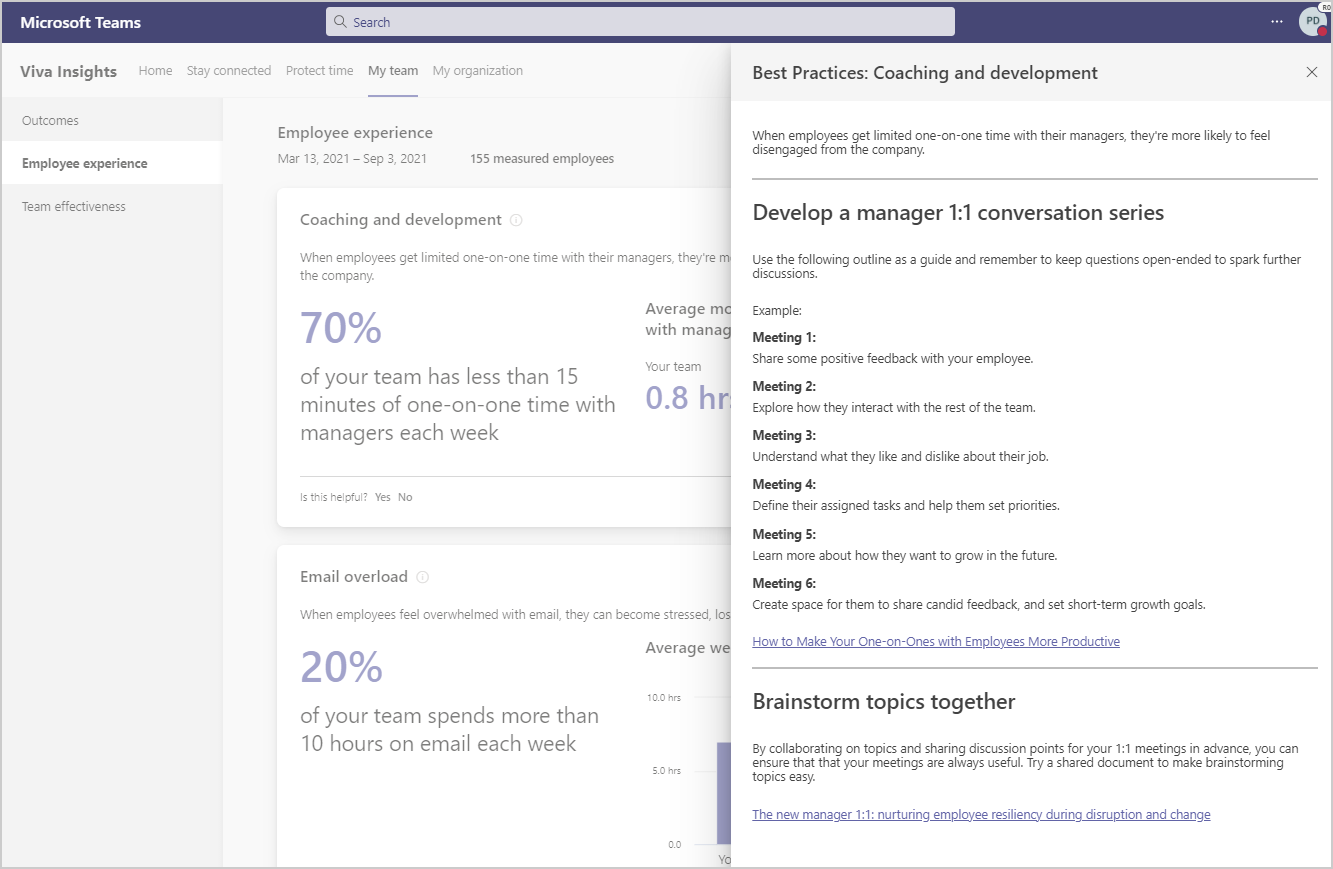 Microsoft Teams
Search
PD
Viva Insights
Home
Stay connected
Protect time
My team
My organization
Outcomes
Employee experience
Team effectiveness
Employee experience
Mar 13, 2021 – Sep 3, 2021
155 measured employees
Coaching and development
When employees get limited one-on-one time with their managers, they're
the company.
70%
of your team has less than 15
minutes of one-on-one time with
managers each week
Average
with
Your team
0.8
Is this helpful? Yes No
Email overload
When employees feel overwhelmed with email, they can become stressed,
20%
of your team spends more than
10 hours on email each week
Average
10.0 hrs
5.0 hrs
0.0
Best Practices: Coaching and development
When employees get limited one-on-one time with their managers, they're more likely to feel
disengaged from the company.
Develop a manager 1:1 conversation series
Use the following outline as a guide and remember to keep questions open-ended to spark further
discussions.
Example:
Meeting 1:
Share some positive feedback with your employee.
Meeting 2:
Explore how they interact with the rest of the team.
Meeting 3:
Understand what they like and dislike about their job.
Meeting 4:
Define their assigned tasks and help them set priorities.
Meeting 5:
Learn more about how they want to grow in the future.
Meeting 6:
Create space for them to share candid feedback, and set short-term growth goals.
How to Make Your One-on-Ones with Employees More Productive
Brainstorm topics together
By collaborating on topics and sharing discussion points for your 1:1 meetings in advance, you can
ensure that that your meetings are always useful. Try a shared document to make brainstorming
topics easy.
The new manager 1:1: nurturing employee resiliency during disruption and change